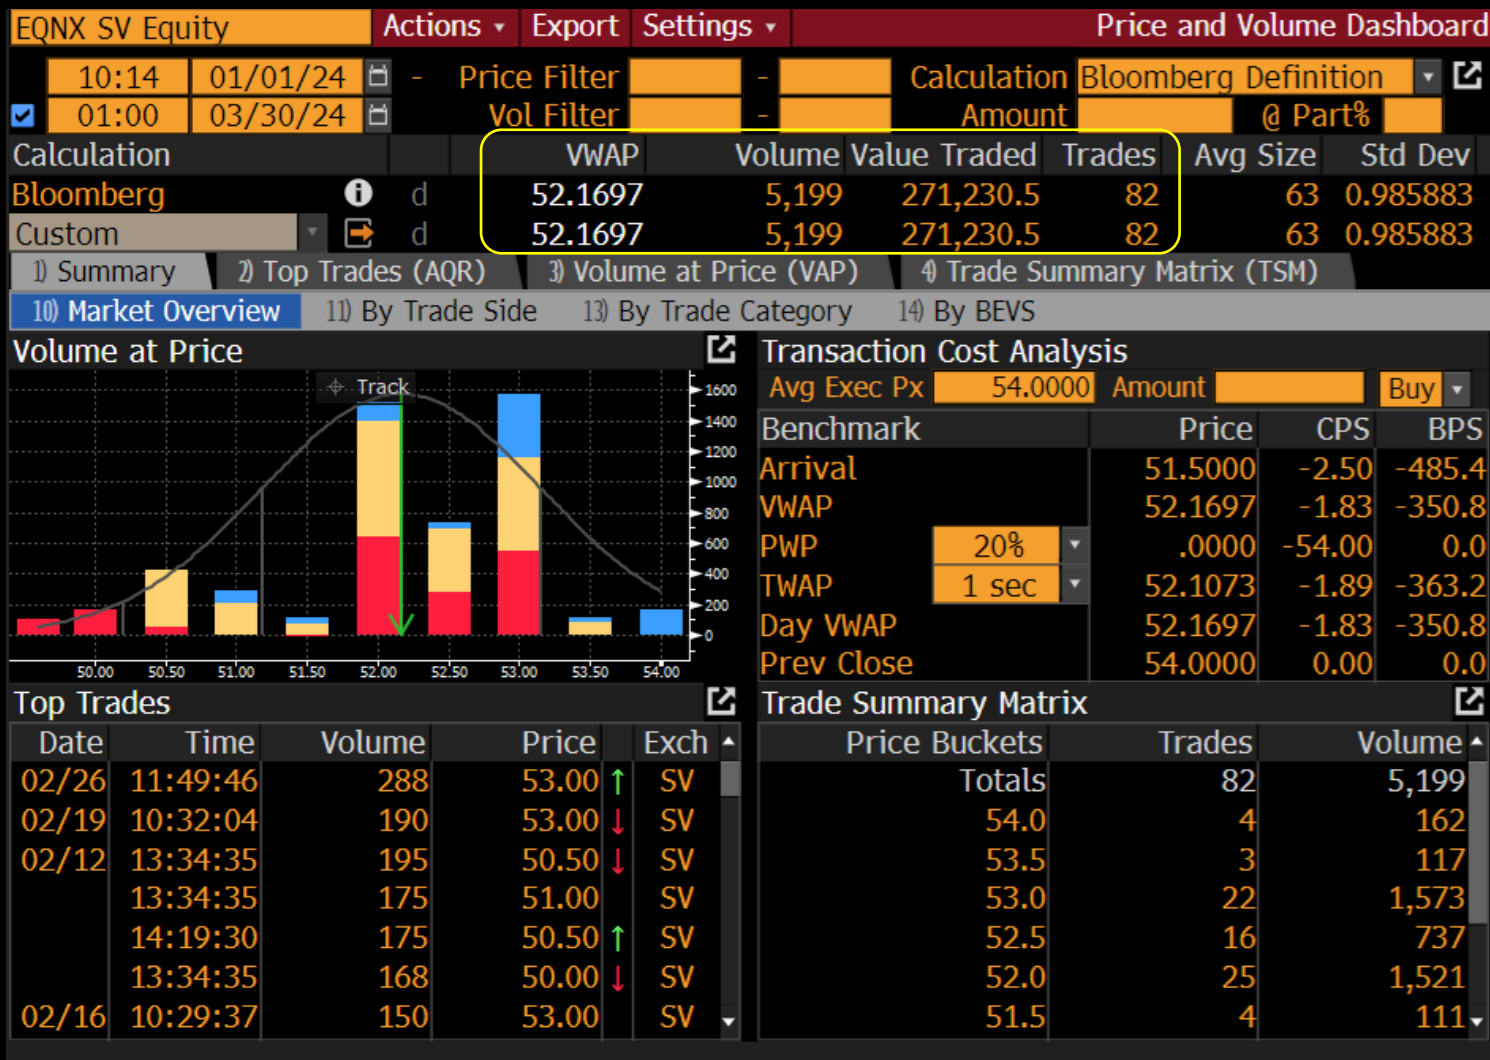 EQNX SV Equity Actions Export Settings Price and Volume Dashboard
10:14 01/01/24 - Price Filter - Calculation Bloomberg Definition
01:00 03/30/24 Vol Filter - Amount @ Part%
Calculation VWAP Volume Value Traded Trades Avg Size Std Dev
Bloomberg d 52.1697 5,199 271,230.5 82 63 0.985883
Custom d 52.1697 5,199 271,230.5 82 63 0.985883
1) Summary 2) Top Trades (AQR) 3) Volume at Price (VAP) 4) Trade Summary Matrix (TSM)
10) Market Overview 11) By Trade Side 13) By Trade Category 14) By BEVS
Volume at Price
Track
1600
1400
1200
1000
800
600
400
200
0
50.00 50.50 51.00 51.50 52.00 52.50 53.00 53.50 54.00
Transaction Cost Analysis
Avg Exec Px 54.0000 Amount Buy
Benchmark Price CPS BPS
Arrival 51.5000 -2.50 -485.4
VWAP 52.1697 -1.83 -350.8
PWP 20% .0000 -54.00 0.0
TWAP 1 sec 52.1073 -1.89 -363.2
Day VWAP 52.1697 -1.83 -350.8
Prev Close 54.0000 0.00 0.0
Top Trades
Date Time Volume Price Exch
02/26 11:49:46 288 53.00 ↑ SV
02/19 10:32:04 190 53.00 ↓ SV
02/12 13:34:35 195 50.50 ↓ SV
13:34:35 175 51.00 SV
14:19:30 175 50.50 ↑ SV
13:34:35 168 50.00 ↓ SV
02/16 10:29:37 150 53.00 SV
Trade Summary Matrix
Price Buckets Trades Volume
Totals 82 5,199
54.0 4 162
53.5 3 117
53.0 22 1,573
52.5 16 737
52.0 25 1,521
51.5 4 111